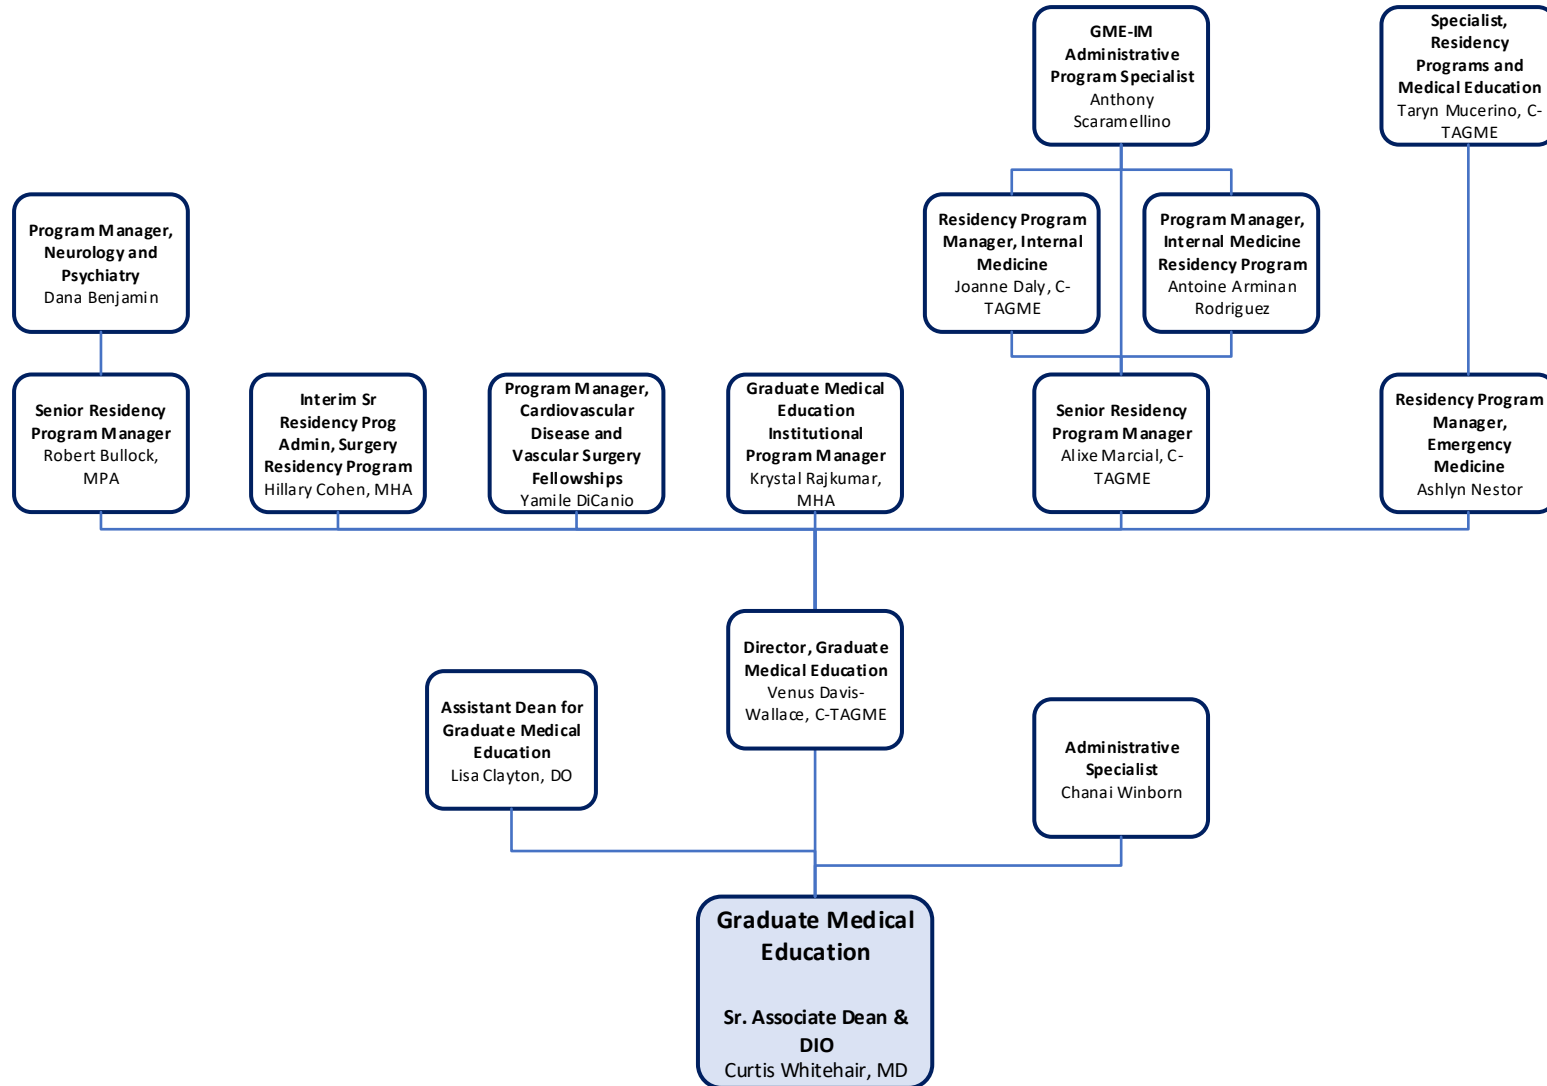 GME-IM
Administrative
Program Specialist
Anthony
Scaramellino
Specialist,
Residency
Programs and
Medical Education
Taryn Mucerino, C-
TAGME
Program Manager,
Neurology and
Psychiatry
Dana Benjamin
Residency Program
Manager, Internal
Medicine
Joanne Daly, C-
TAGME
Program Manager,
Internal Medicine
Residency Program
Antoine Arminan
Rodriguez
Senior Residency
Program Manager
Robert Bullock,
MPA
Interim Sr
Residency Prog
Admin, Surgery
Residency Program
Hillary Cohen, MHA
Program Manager,
Cardiovascular
Disease and
Vascular Surgery
Fellowships
Yamile DiCanio
Graduate Medical
Education
Institutional
Program Manager
Krystal Rajkumar,
MHA
Senior Residency
Program Manager
Alixe Marcial, C-
TAGME
Residency Program
Manager,
Emergency
Medicine
Ashlyn Nestor
Director, Graduate
Medical Education
Venus Davis-
Wallace, C-TAGME
Assistant Dean for
Graduate Medical
Education
Lisa Clayton, DO
Administrative
Specialist
Chanai Winborn
Graduate Medical
Education
Sr. Associate Dean &
DIO
Curtis Whitehair, MD